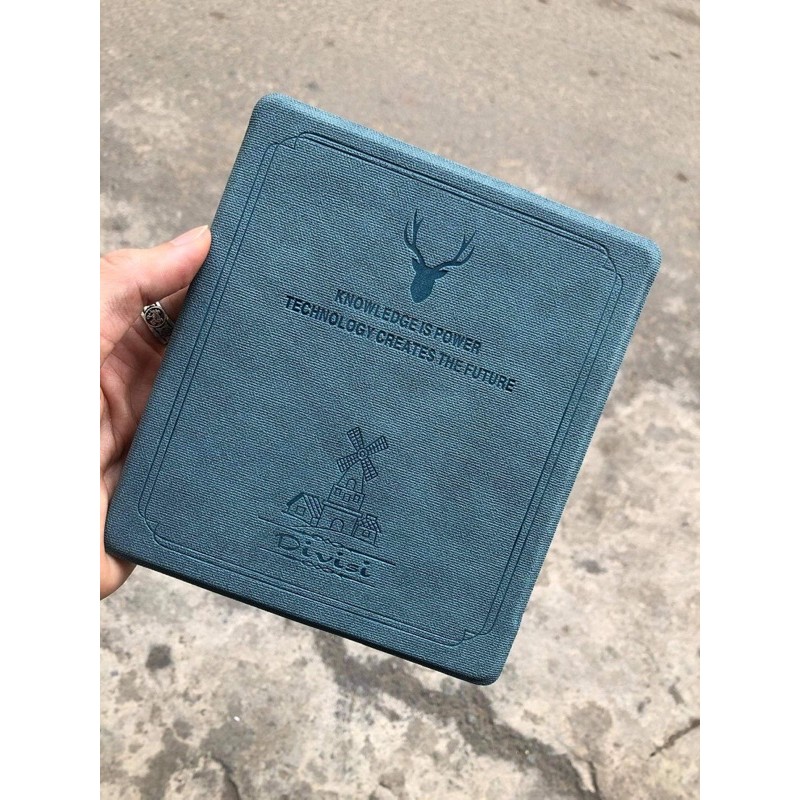 KNOWLEDGE IS POWER
TECHNOLOGY CREATES THE FUTURE
Divisi